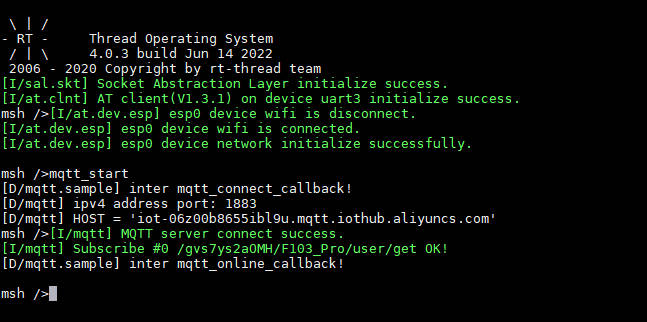 \ | /
- RT -     Thread Operating System
/ | \     4.0.3 build Jun 14 2022
2006 - 2020 Copyright by rt-thread team
[I/sal.skt] Socket Abstraction Layer initialize success.
[I/at.clnt] AT client(V1.3.1) on device uart3 initialize success.
msh />[I/at.dev.esp] esp0 device wifi is disconnect.
[I/at.dev.esp] esp0 device wifi is connected.
[I/at.dev.esp] esp0 device network initialize successfully.
msh />mqtt_start
[D/mqtt.sample] inter mqtt_connect_callback!
[D/mqtt] ipv4 address port: 1883
[D/mqtt] HOST = 'iot-06z00b8655ibl9u.mqtt.iothub.aliyuncs.com'
msh />[I/mqtt] MQTT server connect success.
[I/mqtt] Subscribe #0 /gvs7ys2aOMH/F103_Pro/user/get OK!
[D/mqtt.sample] inter mqtt_online_callback!
msh />